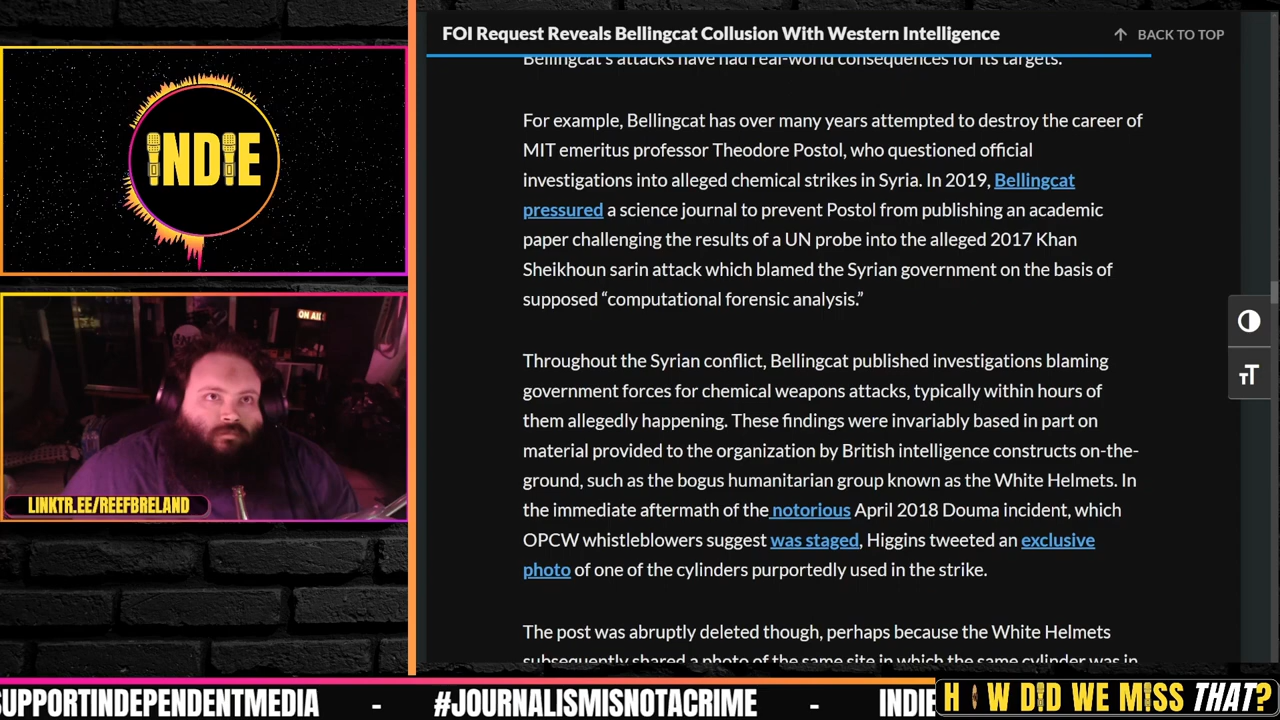 FOI Request Reveals Bellingcat Collusion With Western Intelligence
BACK TO TOP
Bellingcat's attacks have had real-world consequences for its targets.
For example, Bellingcat has over many years attempted to destroy the career of
MIT emeritus professor Theodore Postol, who questioned official
investigations into alleged chemical strikes in Syria. In 2019, Bellingcat
pressured a science journal to prevent Postol from publishing an academic
paper challenging the results of a UN probe into the alleged 2017 Khan
Sheikhoun sarin attack which blamed the Syrian government on the basis of
supposed “computational forensic analysis.”
Throughout the Syrian conflict, Bellingcat published investigations blaming
government forces for chemical weapons attacks, typically within hours of
them allegedly happening. These findings were invariably based in part on
material provided to the organization by British intelligence constructs on-the-
ground, such as the bogus humanitarian group known as the White Helmets. In
the immediate aftermath of the notorious April 2018 Douma incident, which
OPCW whistleblowers suggest was staged, Higgins tweeted an exclusive
photo of one of the cylinders purportedly used in the strike.
The post was abruptly deleted though, perhaps because the White Helmets
subsequently shared a photo of the same site in which the same cylinder was in
INDIE
ON AIR
LINKTR.EE/REEFBRELAND
SUPPORTINDEPENDENTMEDIA - #JOURNALISMISNOTACRIME - INDIE
HOW DID WE MISS THAT?